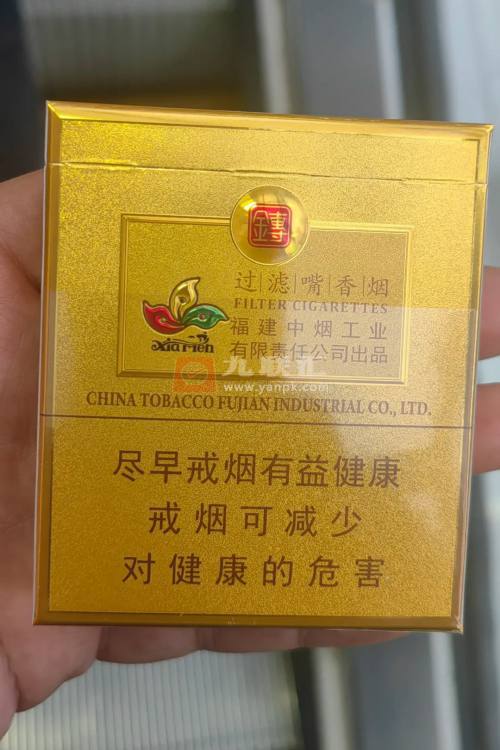 鏄
过滤嘴香烟
FILTER CIGARETTES
福建中烟工业
有限责任公司出品
XiaMen
九联汇
www.yanpk.com
CHINA TOBACCO FUJIAN INDUSTRIAL CO., LTD.
尽早戒烟有益健康
戒烟可减少
对健康的危害